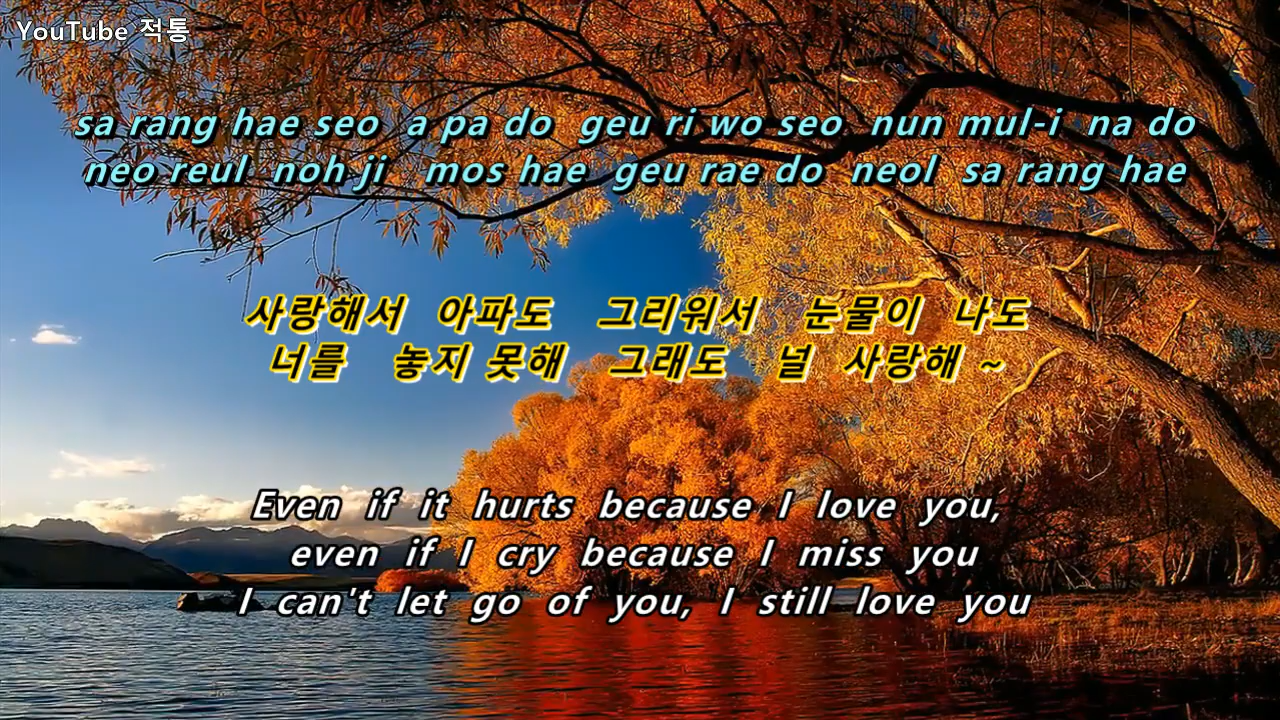 YouTube 적통
sa rang hae seo a pa do geu ri wo seo nun mul-i na do
neo reul noh ji mos hae geu rae do neol sa rang hae
사랑해서 아파도 그리워서 눈물이 나도
너를 놓지 못해 그래도 널 사랑해 ~
Even if it hurts because I love you,
even if I cry because I miss you
I can't let go of you, I still love you